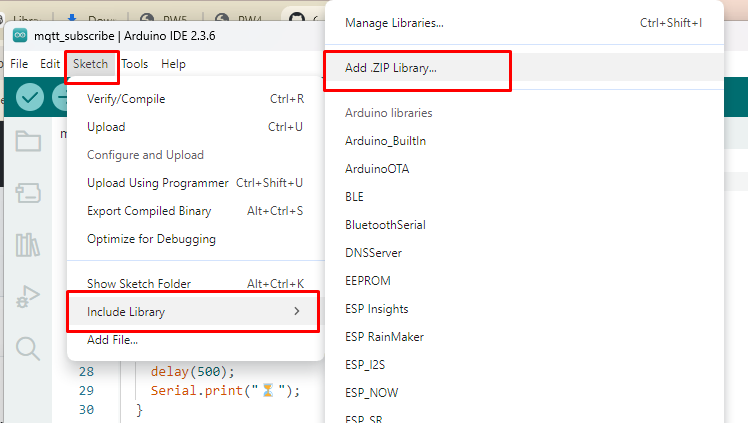 Libra
Dow
PW5
PW4
mqtt_subscribe | Arduino IDE 2.3.6
File Edit Sketch Tools Help
Verify/Compile Ctrl+R
Upload Ctrl+U
Configure and Upload
Upload Using Programmer Ctrl+Shift+U
Export Compiled Binary Alt+Ctrl+S
Optimize for Debugging
Show Sketch Folder Alt+Ctrl+K
Include Library >
Add File...
Manage Libraries... Ctrl+Shift+I
Add .ZIP Library...
Arduino libraries
Arduino_BuiltIn
ArduinoOTA
BLE
BluetoothSerial
DNSServer
EEPROM
ESP Insights
ESP RainMaker
ESP_I2S
ESP_NOW
ESP_SR
28 delay(500);
29 Serial.print("⏳");
30 }